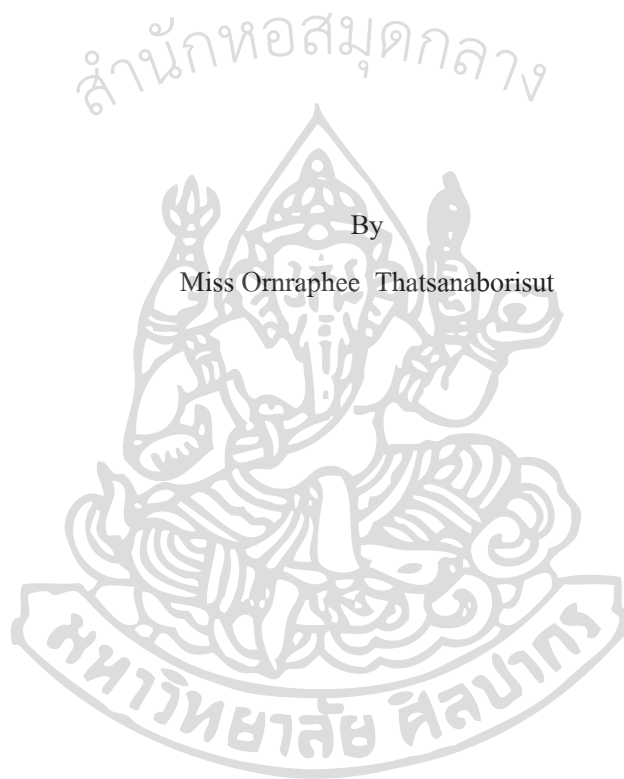 สำนักหอสมุดกลาง
By
Miss Ornraphee Thatsanaborisut
มหาวิทยาลัย ศิลปากร